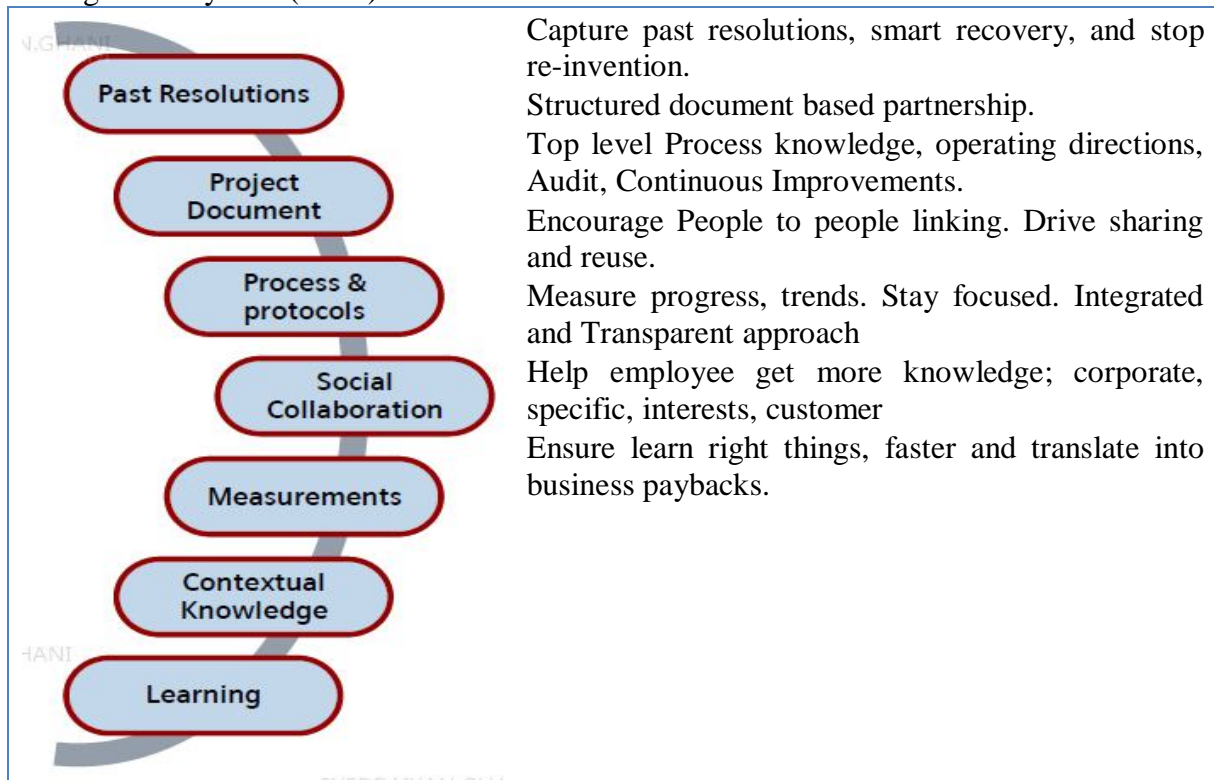 N.GHANI
Past Resolutions
Project
Document
Process &
protocols
Social
Collaboration
Measurements
Contextual
Knowledge
Learning
HANI
Capture past resolutions, smart recovery, and stop
re-invention.
Structured document based partnership.
Top level Process knowledge, operating directions,
Audit, Continuous Improvements.
Encourage People to people linking. Drive sharing
and reuse.
Measure progress, trends. Stay focused. Integrated
and Transparent approach
Help employee get more knowledge; corporate,
specific, interests, customer
Ensure learn right things, faster and translate into
business paybacks.